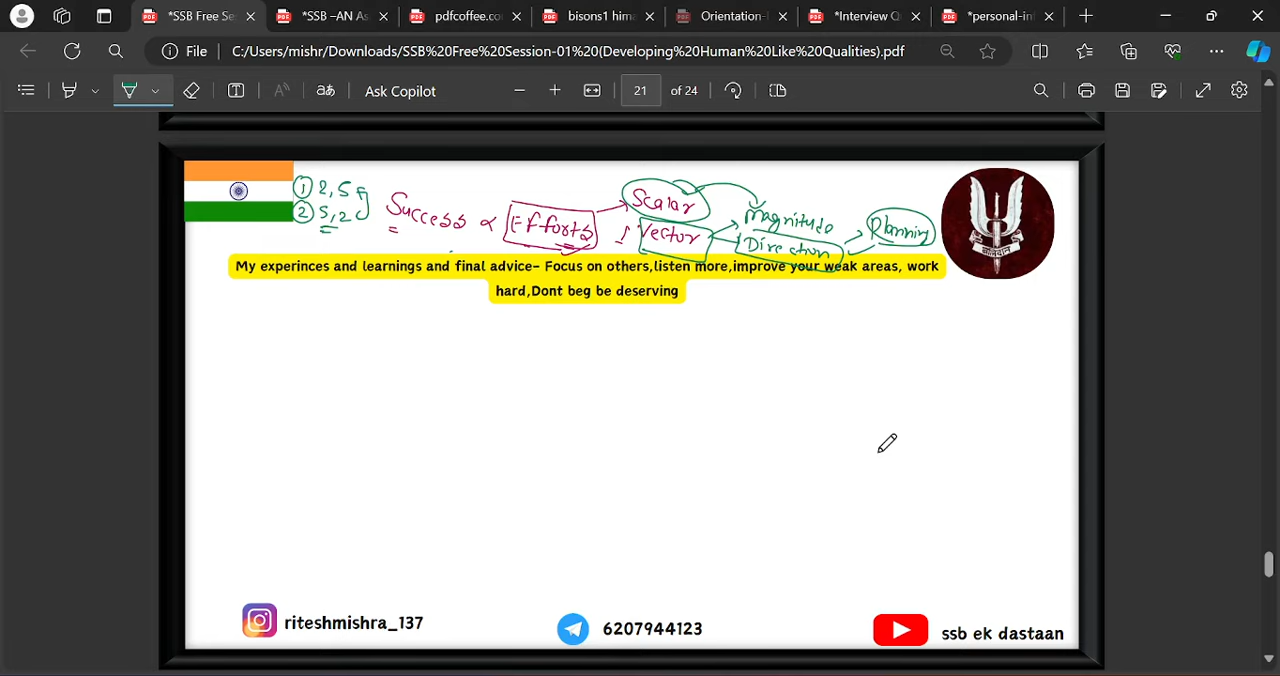 *SSB Free Se
*SSB –AN As
pdfcoffee.co
bisons1 hima
Orientation-
*Interview Q
*personal-in
File
C:/Users/mishr/Downloads/SSB%20Free%20Session-01%20(Developing%20Human%20Like%20Qualities).pdf
Ask Copilot
21 of 24
① 2,5
② 5,2
Success ∝ Efforts
Scalar
Vector
Magnitude
Direction
Planning
My experinces and learnings and final advice- Focus on others,listen more,improve your weak areas, work
hard,Dont beg be deserving
riteshmishra_137
6207944123
ssb ek dastaan